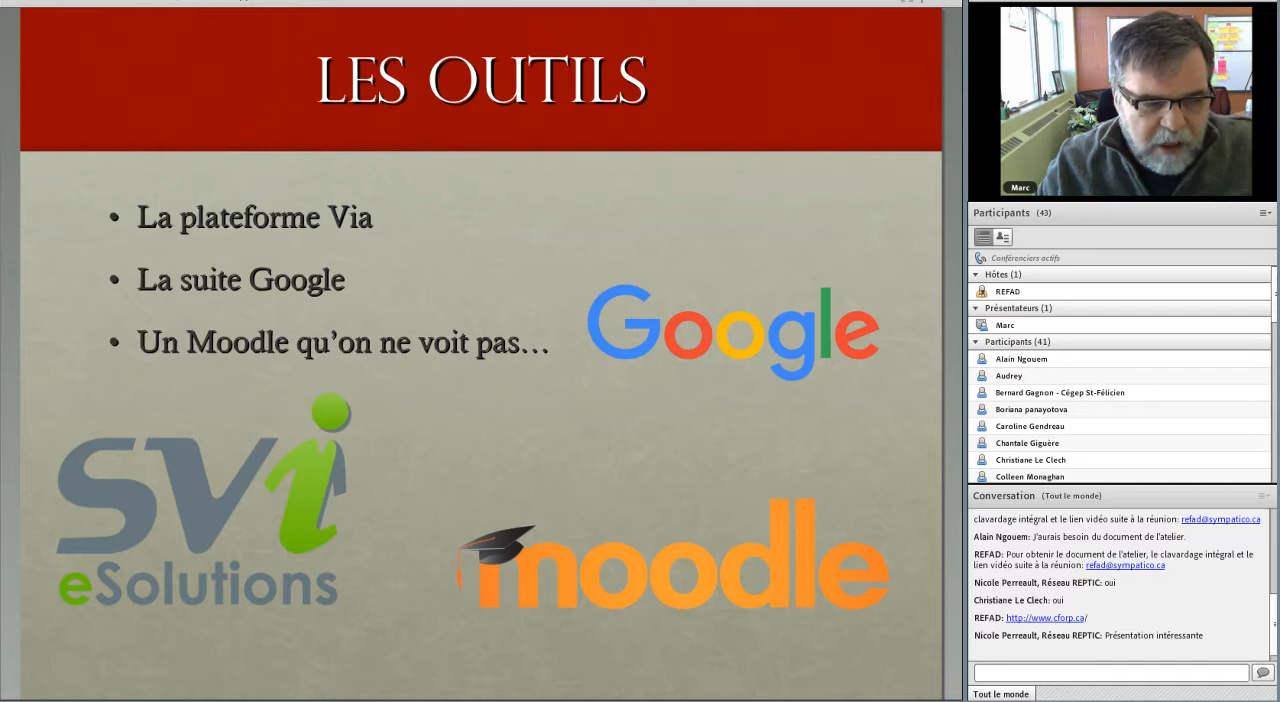 LES OUTILS
• La plateforme Via
• La suite Google
• Un Moodle qu'on ne voit pas...
Google
SVi
eSolutions
moodle
Marc
Participants (43)
Conférenciers actifs
Hôtes (1)
REFAD
Présentateurs (1)
Marc
Participants (41)
Alain Ngouem
Audrey
Bernard Gagnon - Cégep St-Félicien
Boriana panayotova
Caroline Gendreau
Chantale Giguère
Christiane Le Clech
Colleen Monaghan
Conversation (Tout le monde)
clavardage intégral et le lien vidéo suite à la réunion: refad@sympatico.ca
Alain Ngouem: J'aurais besoin du document de l'atelier.
REFAD: Pour obtenir le document de l'atelier, le clavardage intégral et le
lien vidéo suite à la réunion: refad@sympatico.ca
Nicole Perreault, Réseau REPTIC: oui
Christiane Le Clech: oui
REFAD: http://www.cforp.ca/
Nicole Perreault, Réseau REPTIC: Présentation intéressante
Tout le monde